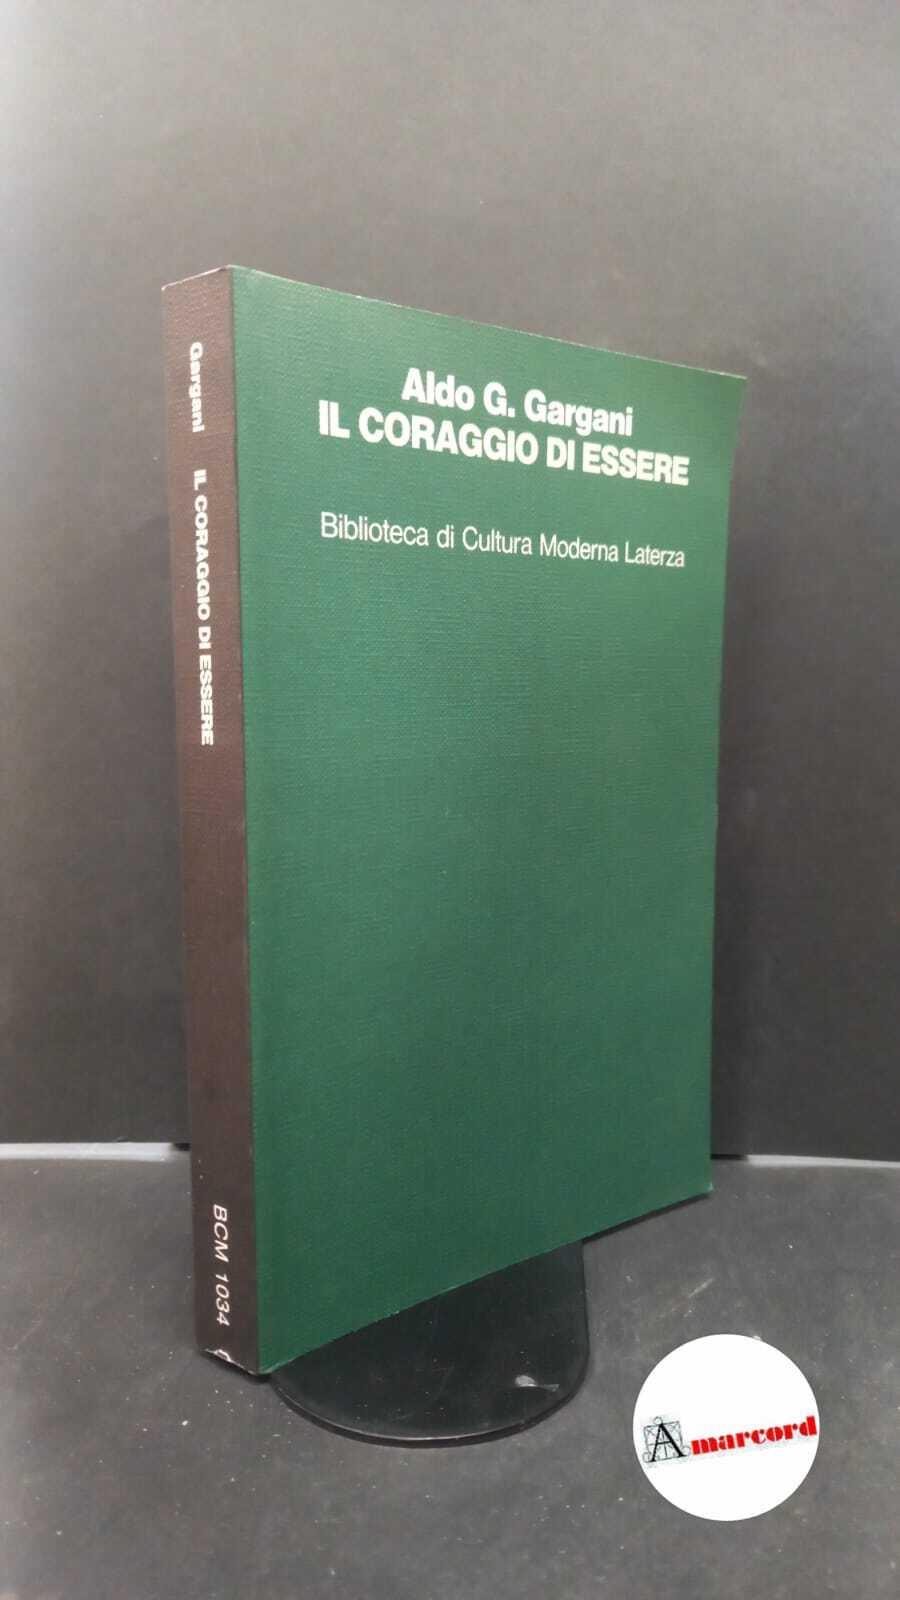 Aldo G. Gargani
IL CORAGGIO DI ESSERE
Biblioteca di Cultura Moderna Laterza
Gargani IL CORAGGIO DI ESSERE
BCM 1034
Amarcord